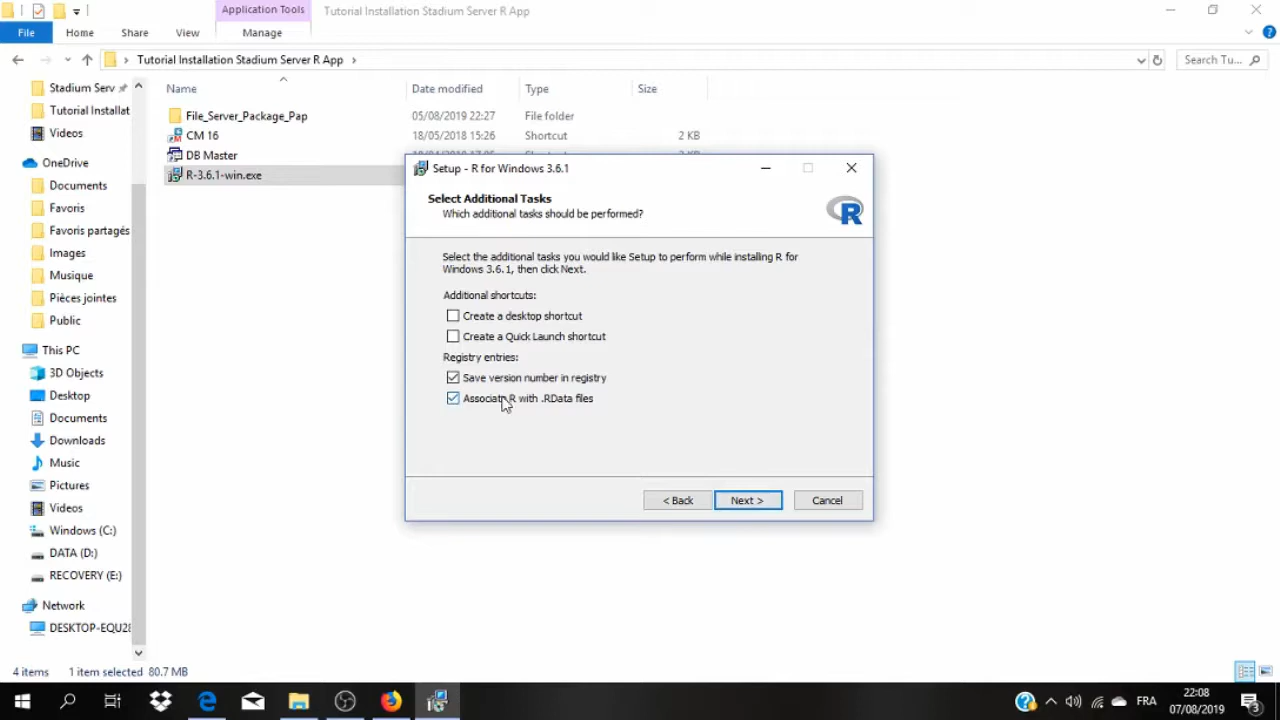 Application Tools
Tutorial Installation Stadium Server R App
File
Home
Share
View
Manage
Tutorial Installation Stadium Server R App
Search Tu...
Name
Date modified
Type
Size
Stadium Serv
Tutorial Installat
Videos
OneDrive
Documents
Favoris
Favoris partagés
Images
Musique
Pièces jointes
Public
This PC
3D Objects
Desktop
Documents
Downloads
Music
Pictures
Videos
Windows (C:)
DATA (D:)
RECOVERY (E:)
Network
DESKTOP-EQU28
File_Server_Package_Pap
05/08/2019 22:27
File folder
CM 16
18/05/2018 15:26
Shortcut
2 KB
DB Master
R-3.6.1-win.exe
Setup - R for Windows 3.6.1
Select Additional Tasks
Which additional tasks should be performed?
R
Select the additional tasks you would like Setup to perform while installing R for
Windows 3.6.1, then click Next.
Additional shortcuts:
Create a desktop shortcut
Create a Quick Launch shortcut
Registry entries:
Save version number in registry
Associate R with .RData files
< Back
Next >
Cancel
4 items
1 item selected 80.7 MB
FRA
22:08
07/08/2019
3